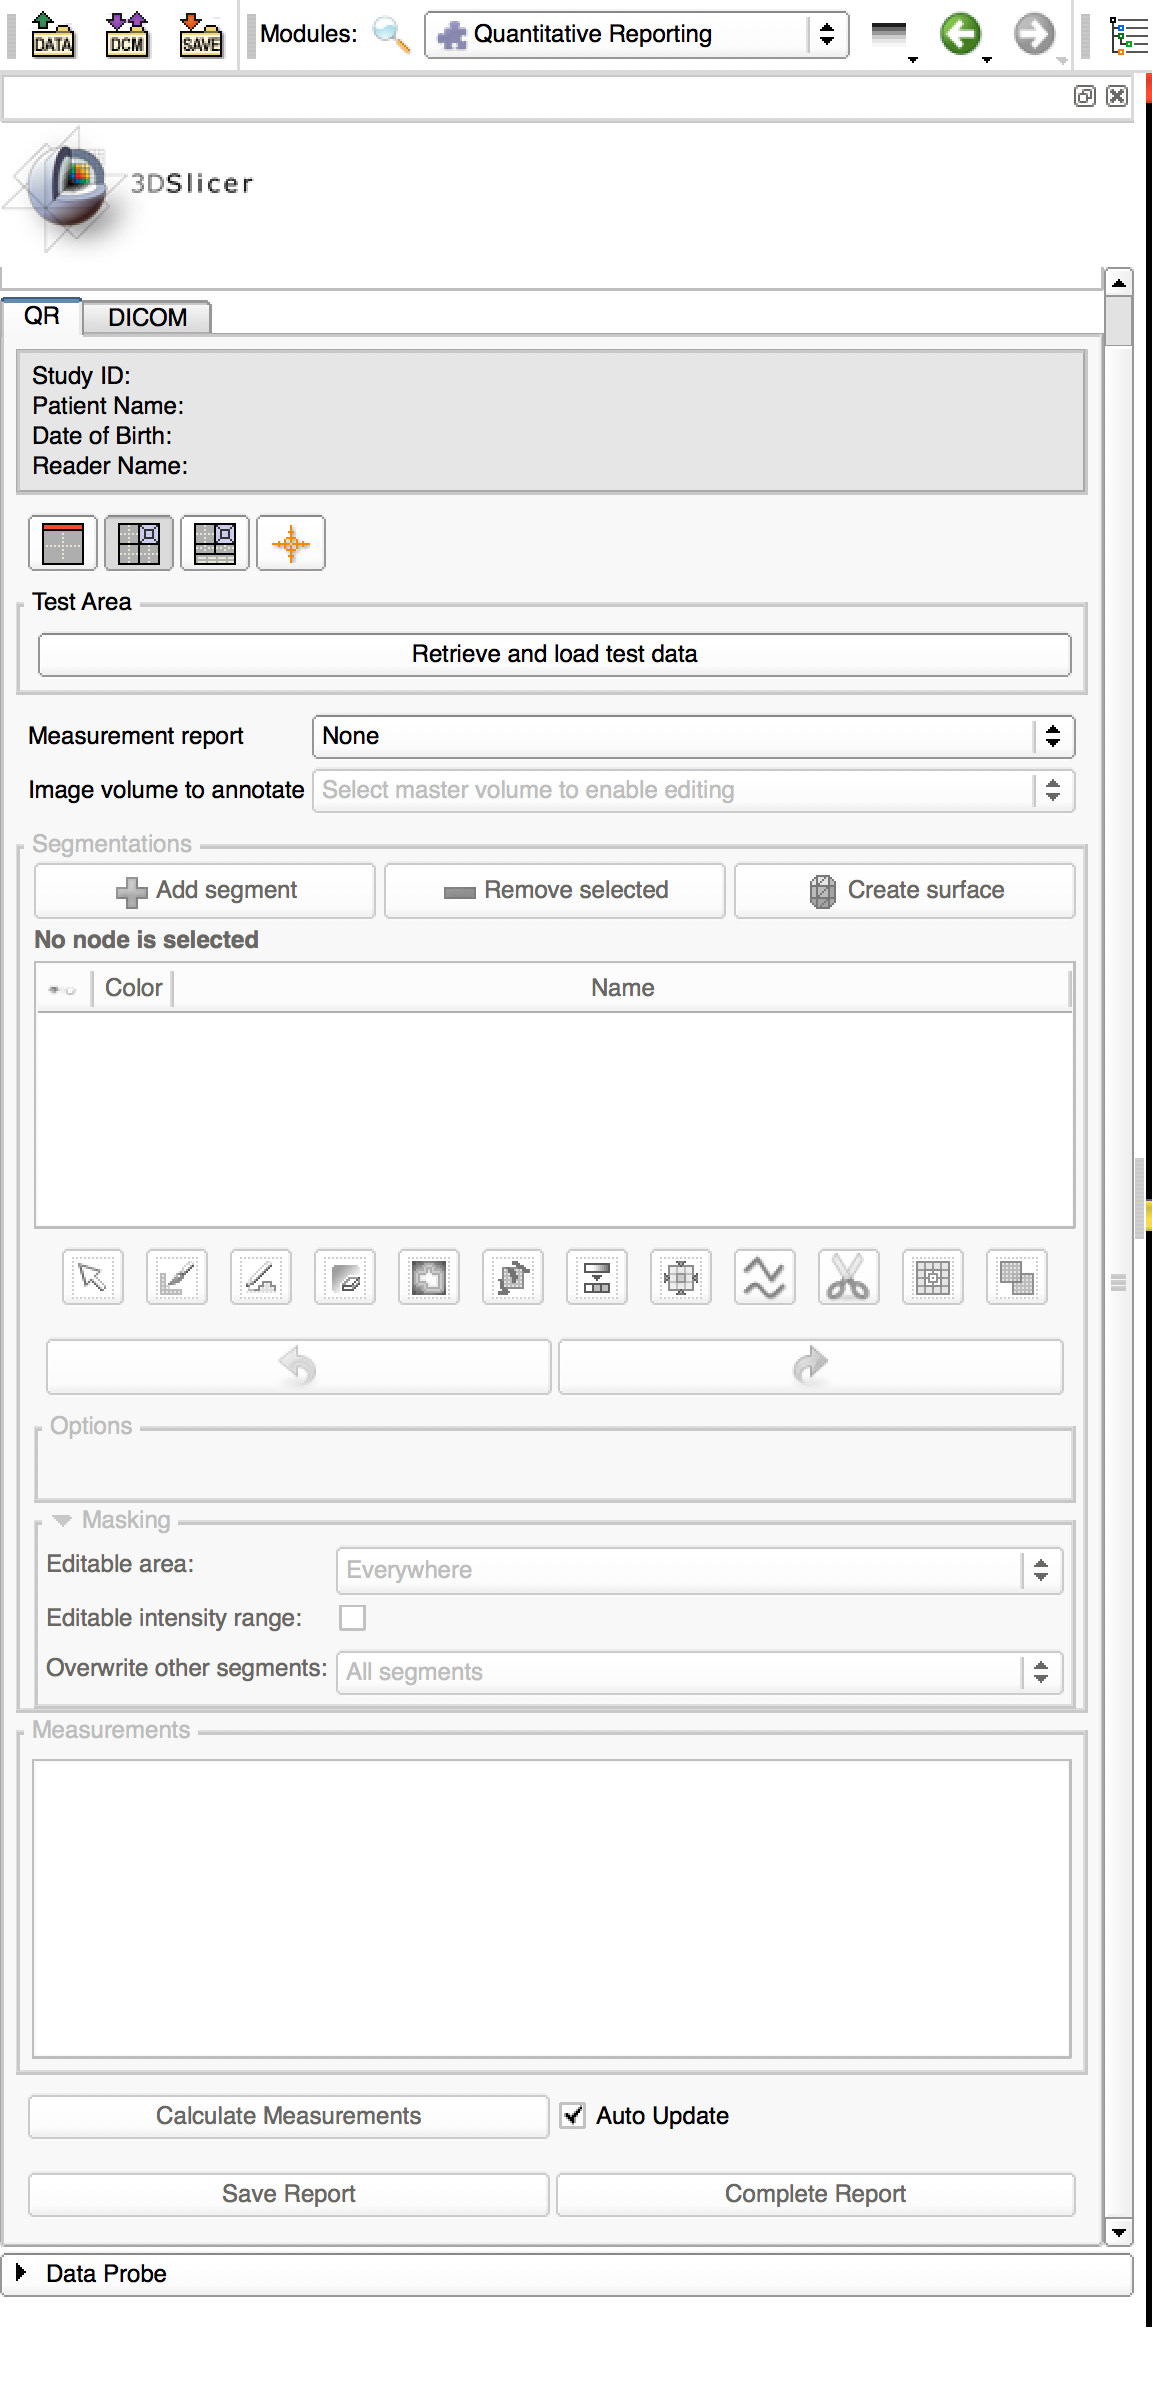 DATA DCM SAVE Modules: Quantitative Reporting
3DSlicer
QR DICOM
Study ID:
Patient Name:
Date of Birth:
Reader Name:
Test Area
Retrieve and load test data
Measurement report None
Image volume to annotate Select master volume to enable editing
Segmentations
Add segment Remove selected Create surface
No node is selected
Color Name
Options
Masking
Editable area: Everywhere
Editable intensity range:
Overwrite other segments: All segments
Measurements
Calculate Measurements Auto Update
Save Report Complete Report
Data Probe